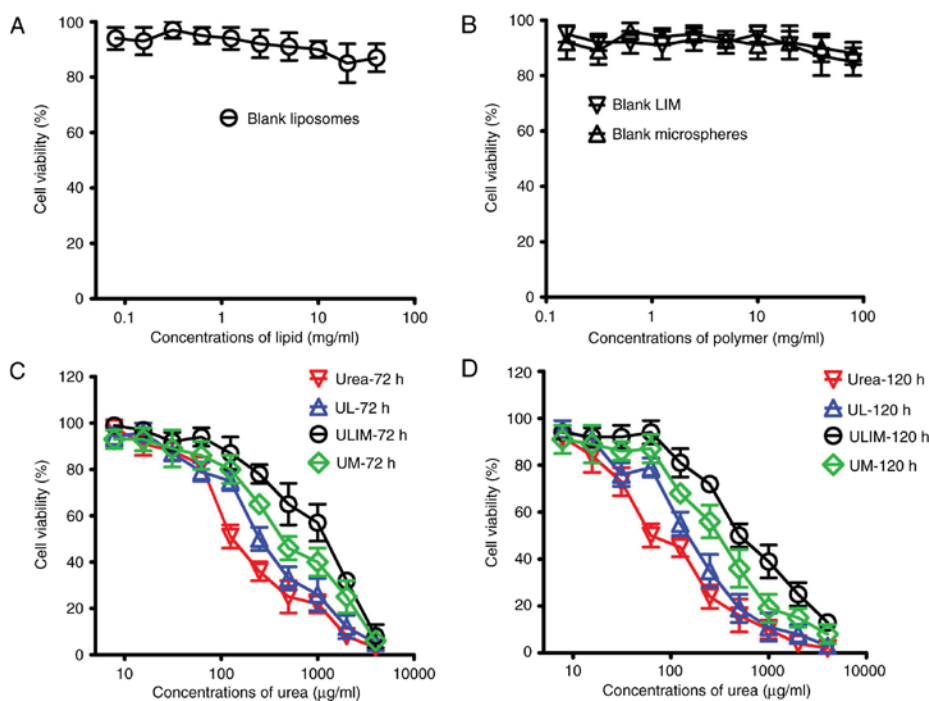 A
100
80
60
40
20
0
Cell viability (%)
Blank liposomes
0.1
1
10
100
Concentrations of lipid (mg/ml)
B
100
80
60
40
20
0
Cell viability (%)
Blank LIM
Blank microspheres
0.1
1
10
100
Concentrations of polymer (mg/ml)
C
120
100
80
60
40
20
0
Cell viability (%)
Urea-72 h
UL-72 h
ULIM-72 h
UM-72 h
10
100
1000
10000
Concentrations of urea (µg/ml)
D
120
100
80
60
40
20
0
Cell viability (%)
Urea-120 h
UL-120 h
ULIM-120 h
UM-120 h
10
100
1000
10000
Concentrations of urea (µg/ml)